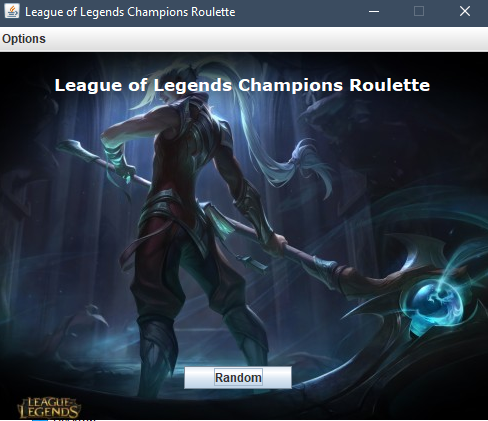 League of Legends Champions Roulette
Options
League of Legends Champions Roulette
Random
LEAGUE OF
LEGENDS